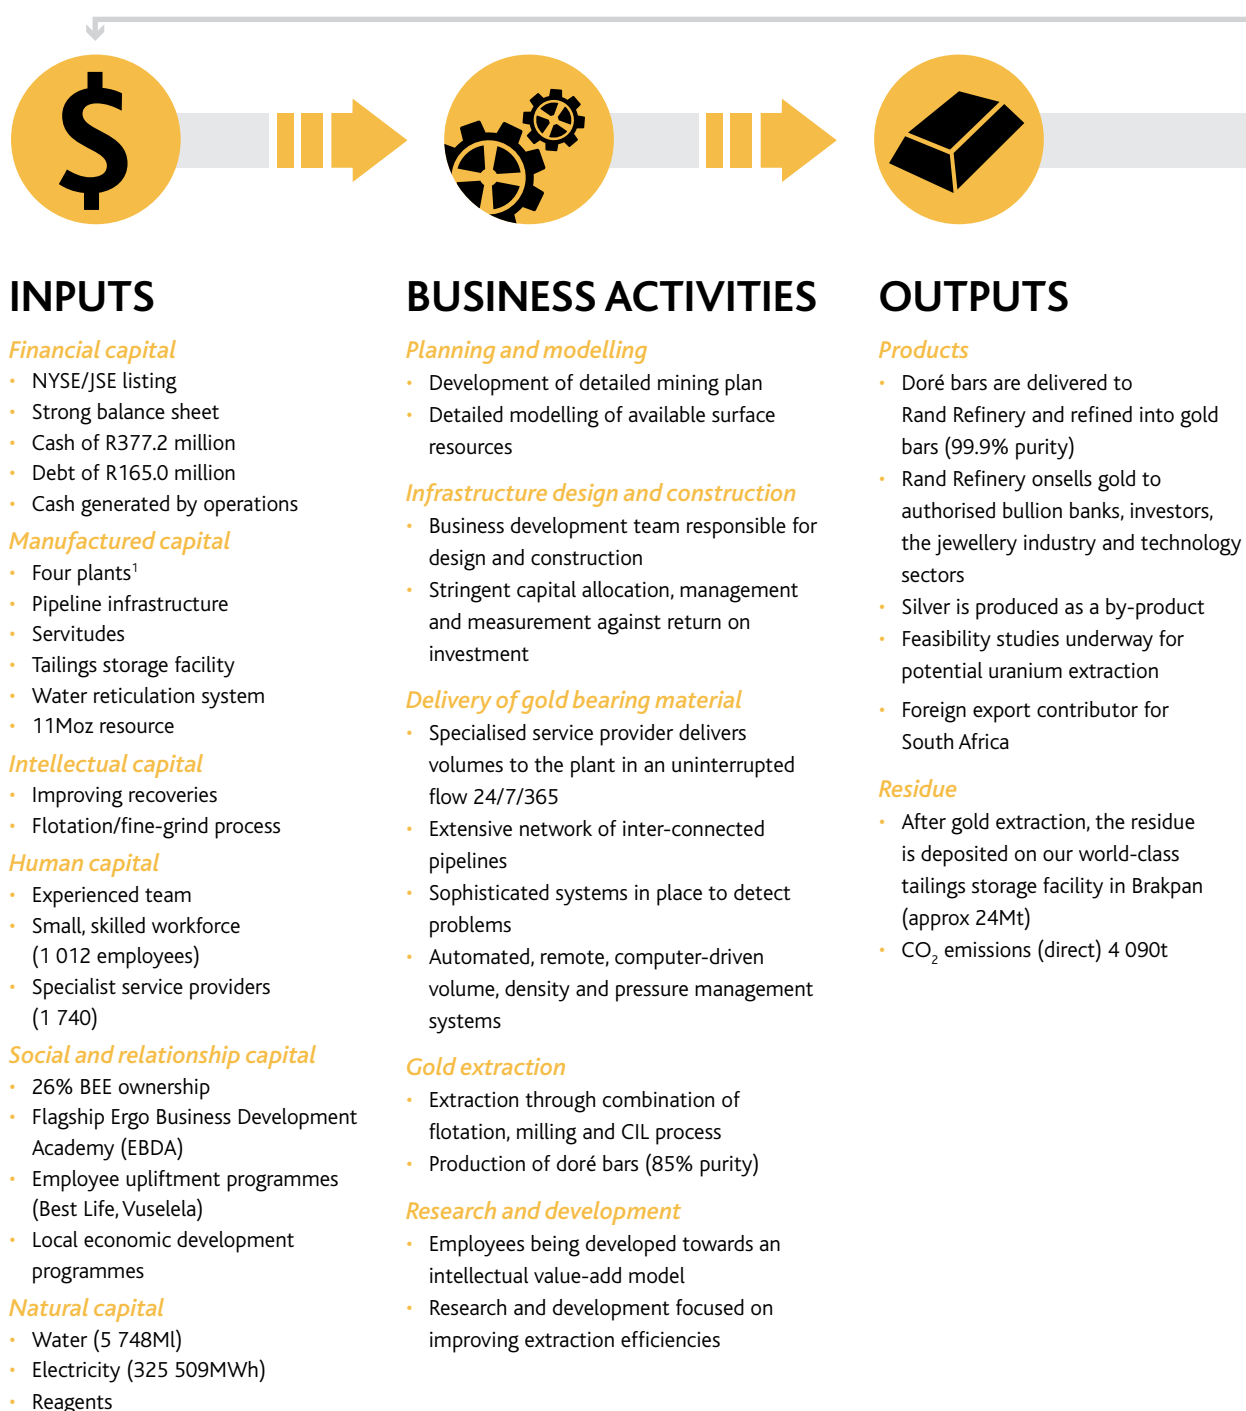 $
INPUTS
Financial capital
• NYSE/JSE listing
• Strong balance sheet
• Cash of R377.2 million
• Debt of R165.0 million
• Cash generated by operations
Manufactured capital
• Four plants¹
• Pipeline infrastructure
• Servitudes
• Tailings storage facility
• Water reticulation system
• 11Moz resource
Intellectual capital
• Improving recoveries
• Flotation/fine-grind process
Human capital
• Experienced team
• Small, skilled workforce
(1 012 employees)
• Specialist service providers
(1 740)
Social and relationship capital
• 26% BEE ownership
• Flagship Ergo Business Development
Academy (EBDA)
• Employee upliftment programmes
(Best Life, Vuselela)
• Local economic development
programmes
Natural capital
• Water (5 748Ml)
• Electricity (325 509MWh)
• Reagents
BUSINESS ACTIVITIES
Planning and modelling
• Development of detailed mining plan
• Detailed modelling of available surface
resources
Infrastructure design and construction
• Business development team responsible for
design and construction
• Stringent capital allocation, management
and measurement against return on
investment
Delivery of gold bearing material
• Specialised service provider delivers
volumes to the plant in an uninterrupted
flow 24/7/365
• Extensive network of inter-connected
pipelines
• Sophisticated systems in place to detect
problems
• Automated, remote, computer-driven
volume, density and pressure management
systems
Gold extraction
• Extraction through combination of
flotation, milling and CIL process
• Production of doré bars (85% purity)
Research and development
• Employees being developed towards an
intellectual value-add model
• Research and development focused on
improving extraction efficiencies
OUTPUTS
Products
• Doré bars are delivered to
Rand Refinery and refined into gold
bars (99.9% purity)
• Rand Refinery onsells gold to
authorised bullion banks, investors,
the jewellery industry and technology
sectors
• Silver is produced as a by-product
• Feasibility studies underway for
potential uranium extraction
• Foreign export contributor for
South Africa
Residue
• After gold extraction, the residue
is deposited on our world-class
tailings storage facility in Brakpan
(approx 24Mt)
• CO₂ emissions (direct) 4 090t